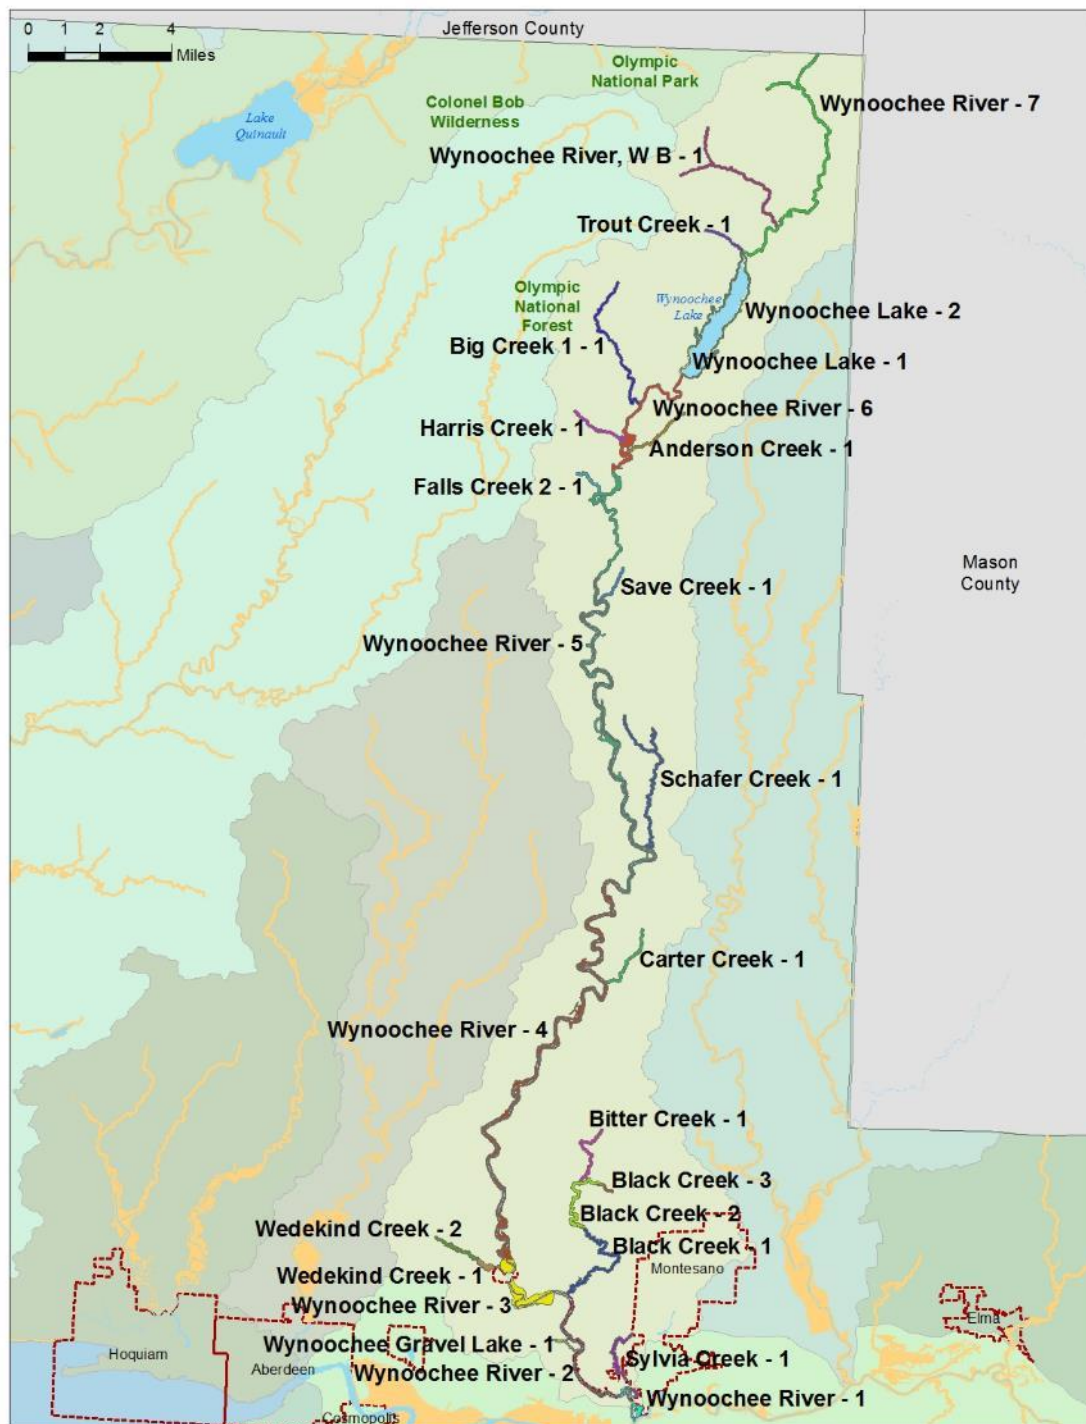 Jefferson County
0 1 2 4
Miles
Olympic
National Park
Colonel Bob
Wilderness
Lake
Quinault
Wynoochee River - 7
Wynoochee River, W B - 1
Trout Creek - 1
Olympic
National
Forest
Wynoochee
Lake
Wynoochee Lake - 2
Big Creek 1 - 1
Wynoochee Lake - 1
Wynoochee River - 6
Harris Creek - 1
Anderson Creek - 1
Falls Creek 2 - 1
Mason
County
Save Creek - 1
Wynoochee River - 5
Schafer Creek - 1
Carter Creek - 1
Wynoochee River - 4
Bitter Creek - 1
Black Creek - 3
Black Creek - 2
Wedekind Creek - 2
Black Creek - 1
Montesano
Wedekind Creek - 1
Wynoochee River - 3
Elma
Wynoochee Gravel Lake - 1
Hoquiam
Sylvia Creek - 1
Aberdeen
Wynoochee River - 2
Wynoochee River - 1
Cosmopolis